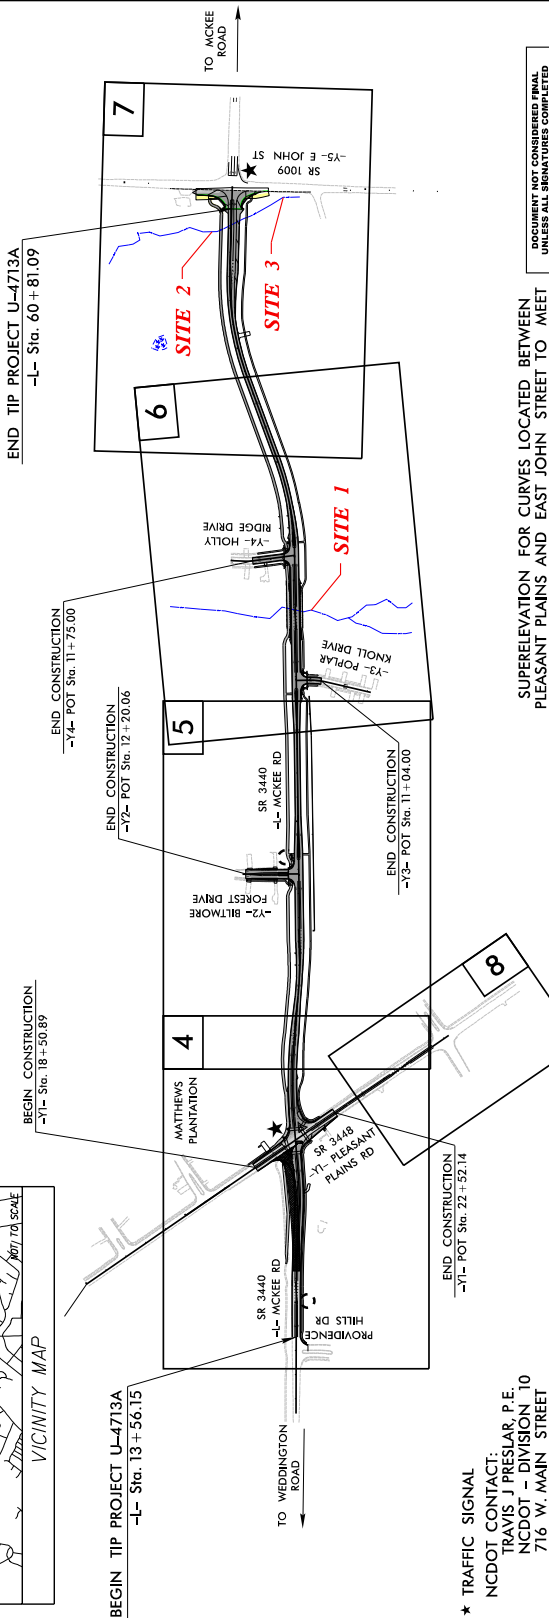 VICINITY MAP
NOT TO SCALE
BEGIN TIP PROJECT U-4713A
-L- Sta. 13+56.15
TO WEDDINGTON
ROAD
SR 3440
-L- MCKEE RD
PROVIDENCE
HILLS DR
BEGIN CONSTRUCTION
-Y1- Sta. 18+50.89
MATTHEWS
PLANTATION
4
SR 3448
-Y1- PLEASANT
PLAINS RD
END CONSTRUCTION
-Y1- POT Sta. 22+52.14
8
END CONSTRUCTION
-Y2- POT Sta. 12+20.06
-Y2- BILTMORE
FOREST DRIVE
5
SR 3440
-L- MCKEE RD
END CONSTRUCTION
-Y3- POT Sta. 11+04.00
-Y3- POPLAR
KNOLL DRIVE
END CONSTRUCTION
-Y4- POT Sta. 11+75.00
-Y4- HOLLY
RIDGE DRIVE
6
SITE 1
END TIP PROJECT U-4713A
-L- Sta. 60+81.09
7
SITE 2
SITE 3
SR 1009
-Y5- E JOHN ST
TO MCKEE
ROAD
★ TRAFFIC SIGNAL
NCDOT CONTACT:
TRAVIS J PRESLAR, P.E.
NCDOT - DIVISION 10
716 W. MAIN STREET
SUPERELEVATION FOR CURVES LOCATED BETWEEN
PLEASANT PLAINS AND EAST JOHN STREET TO MEET
DOCUMENT NOT CONSIDERED FINAL
UNLESS ALL SIGNATURES COMPLETED